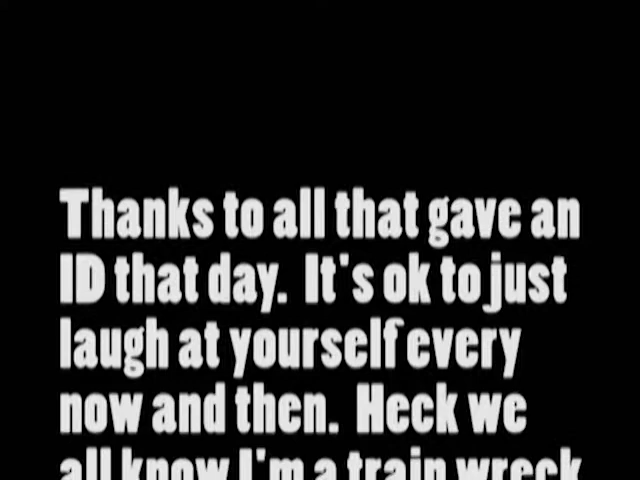 Thanks to all that gave an
ID that day.  It's ok to just
laugh at yourself every
now and then.  Heck we
all know I'm a train wreck